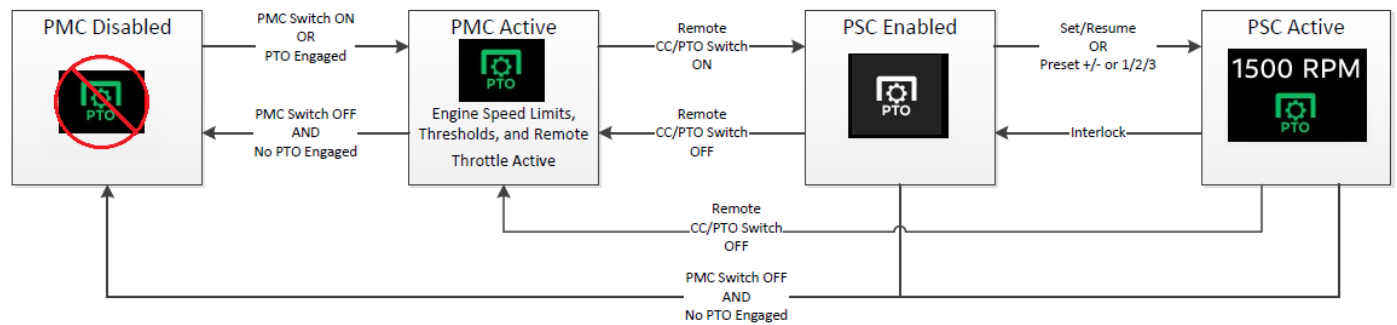 PMC Disabled
PTO
PMC Switch ON
OR
PTO Engaged
PMC Switch OFF
AND
No PTO Engaged
PMC Active
PTO
Engine Speed Limits,
Thresholds, and Remote
Throttle Active
Remote
CC/PTO Switch
ON
Remote
CC/PTO Switch
OFF
PSC Enabled
PTO
Set/Resume
OR
Preset +/- or 1/2/3
Interlock
PSC Active
1500 RPM
PTO
Remote
CC/PTO Switch
OFF
PMC Switch OFF
AND
No PTO Engaged